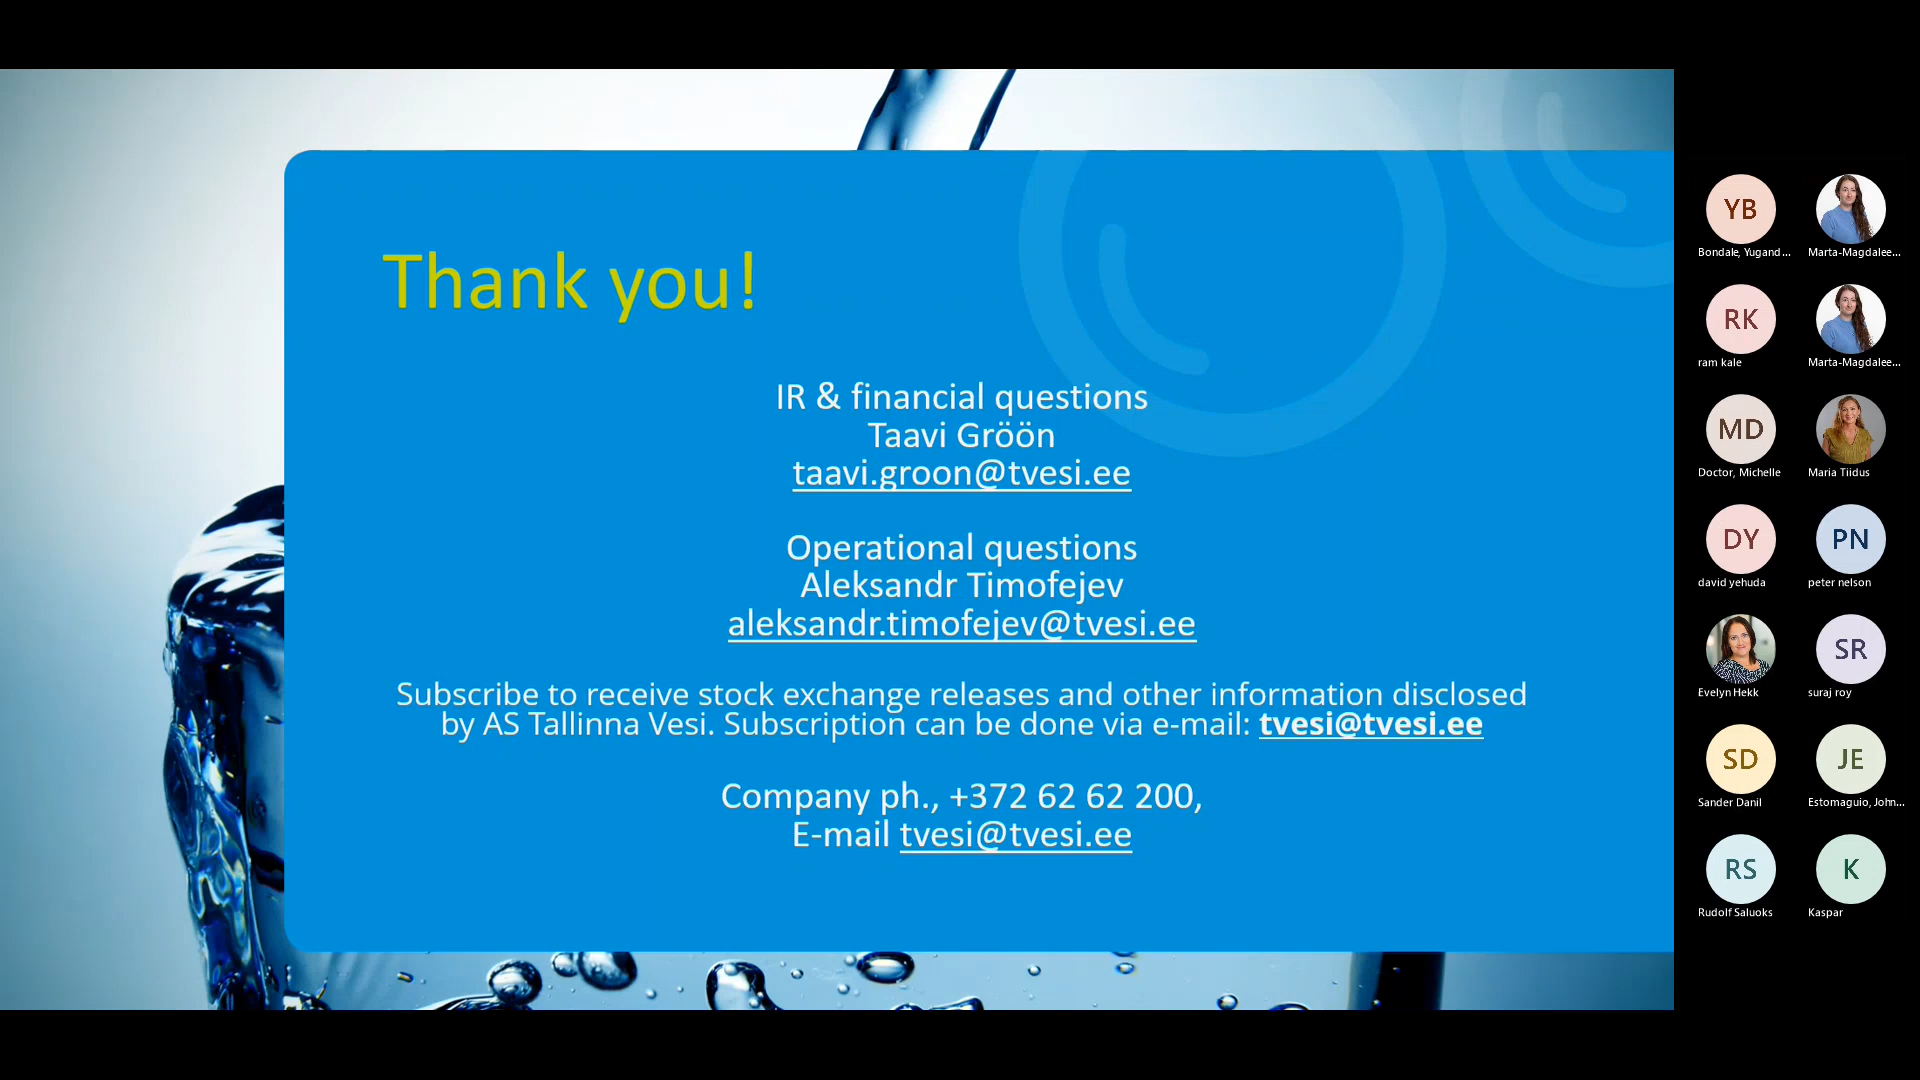 Thank you!
IR & financial questions
Taavi Gröön
taavi.groon@tvesi.ee
Operational questions
Aleksandr Timofejev
aleksandr.timofejev@tvesi.ee
Subscribe to receive stock exchange releases and other information disclosed
by AS Tallinna Vesi. Subscription can be done via e-mail: tvesi@tvesi.ee
Company ph., +372 62 62 200,
E-mail tvesi@tvesi.ee
YB
Bondale, Yugand...
Marta-Magdalee...
RK
ram kale
Marta-Magdalee...
MD
Doctor, Michelle
Maria Tiidus
DY
david yehuda
PN
peter nelson
Evelyn Hekk
SR
suraj roy
SD
Sander Danil
JE
Estomaguio, John...
RS
Rudolf Saluoks
K
Kaspar